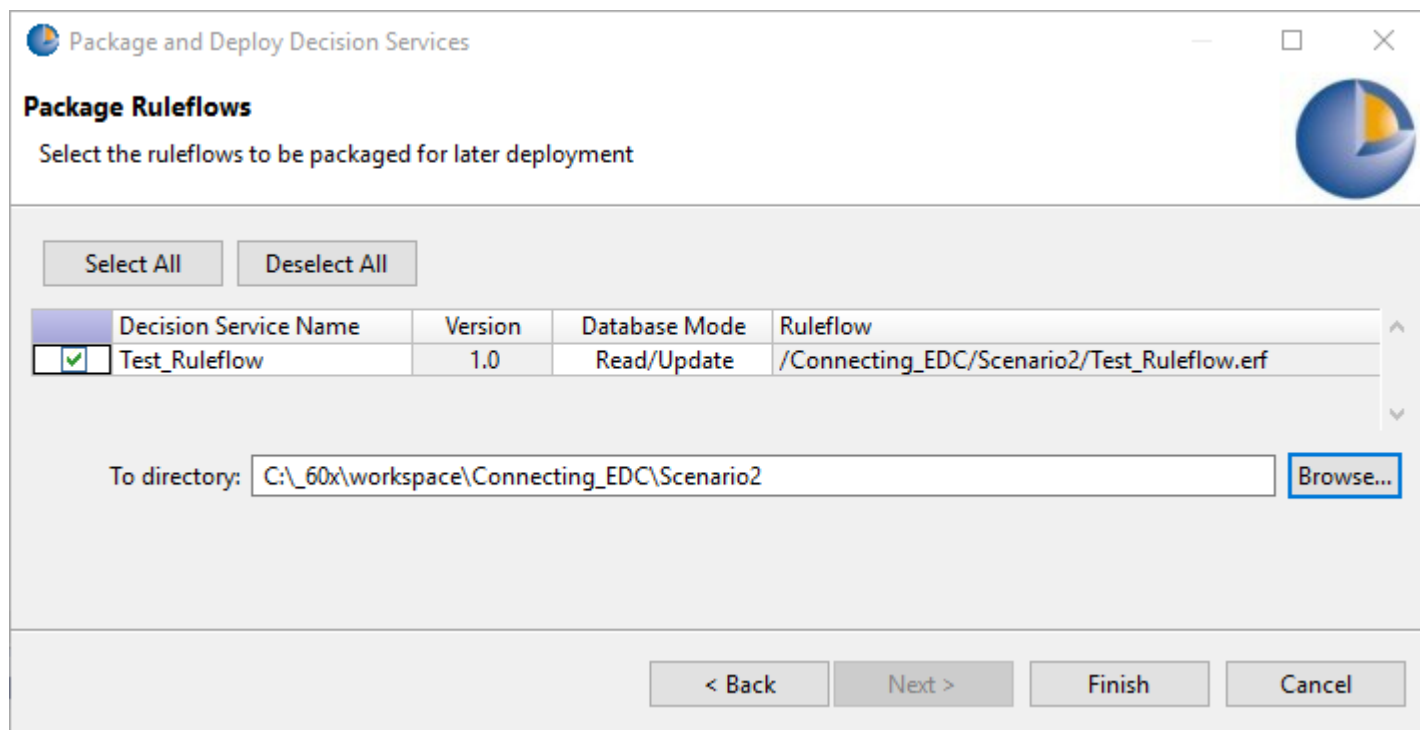 Package and Deploy Decision Services
Package Ruleflows
Select the ruleflows to be packaged for later deployment
Select All Deselect All
Decision Service Name Version Database Mode Ruleflow
Test_Ruleflow 1.0 Read/Update /Connecting_EDC/Scenario2/Test_Ruleflow.erf
To directory: C:\_60x\workspace\Connecting_EDC\Scenario2 Browse...
< Back Next > Finish Cancel